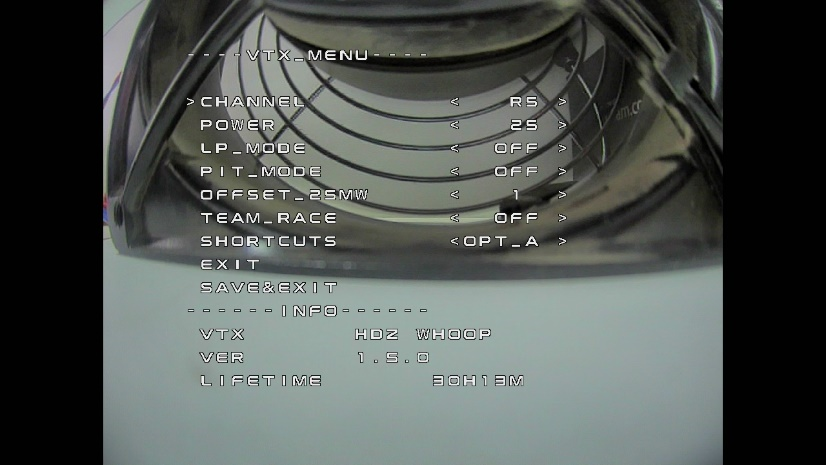 ----VTX_MENU----
>CHANNEL < R5 >
POWER < 25 >
LP_MODE < OFF >
PIT_MODE < OFF >
OFFSET_25MW < 1 >
TEAM_RACE < OFF >
SHORTCUTS <OPT_A >
EXIT
SAVE&EXIT
------INFO------
VTX HDZ WHOOP
VER 1.5.0
LIFETIME 30H13M